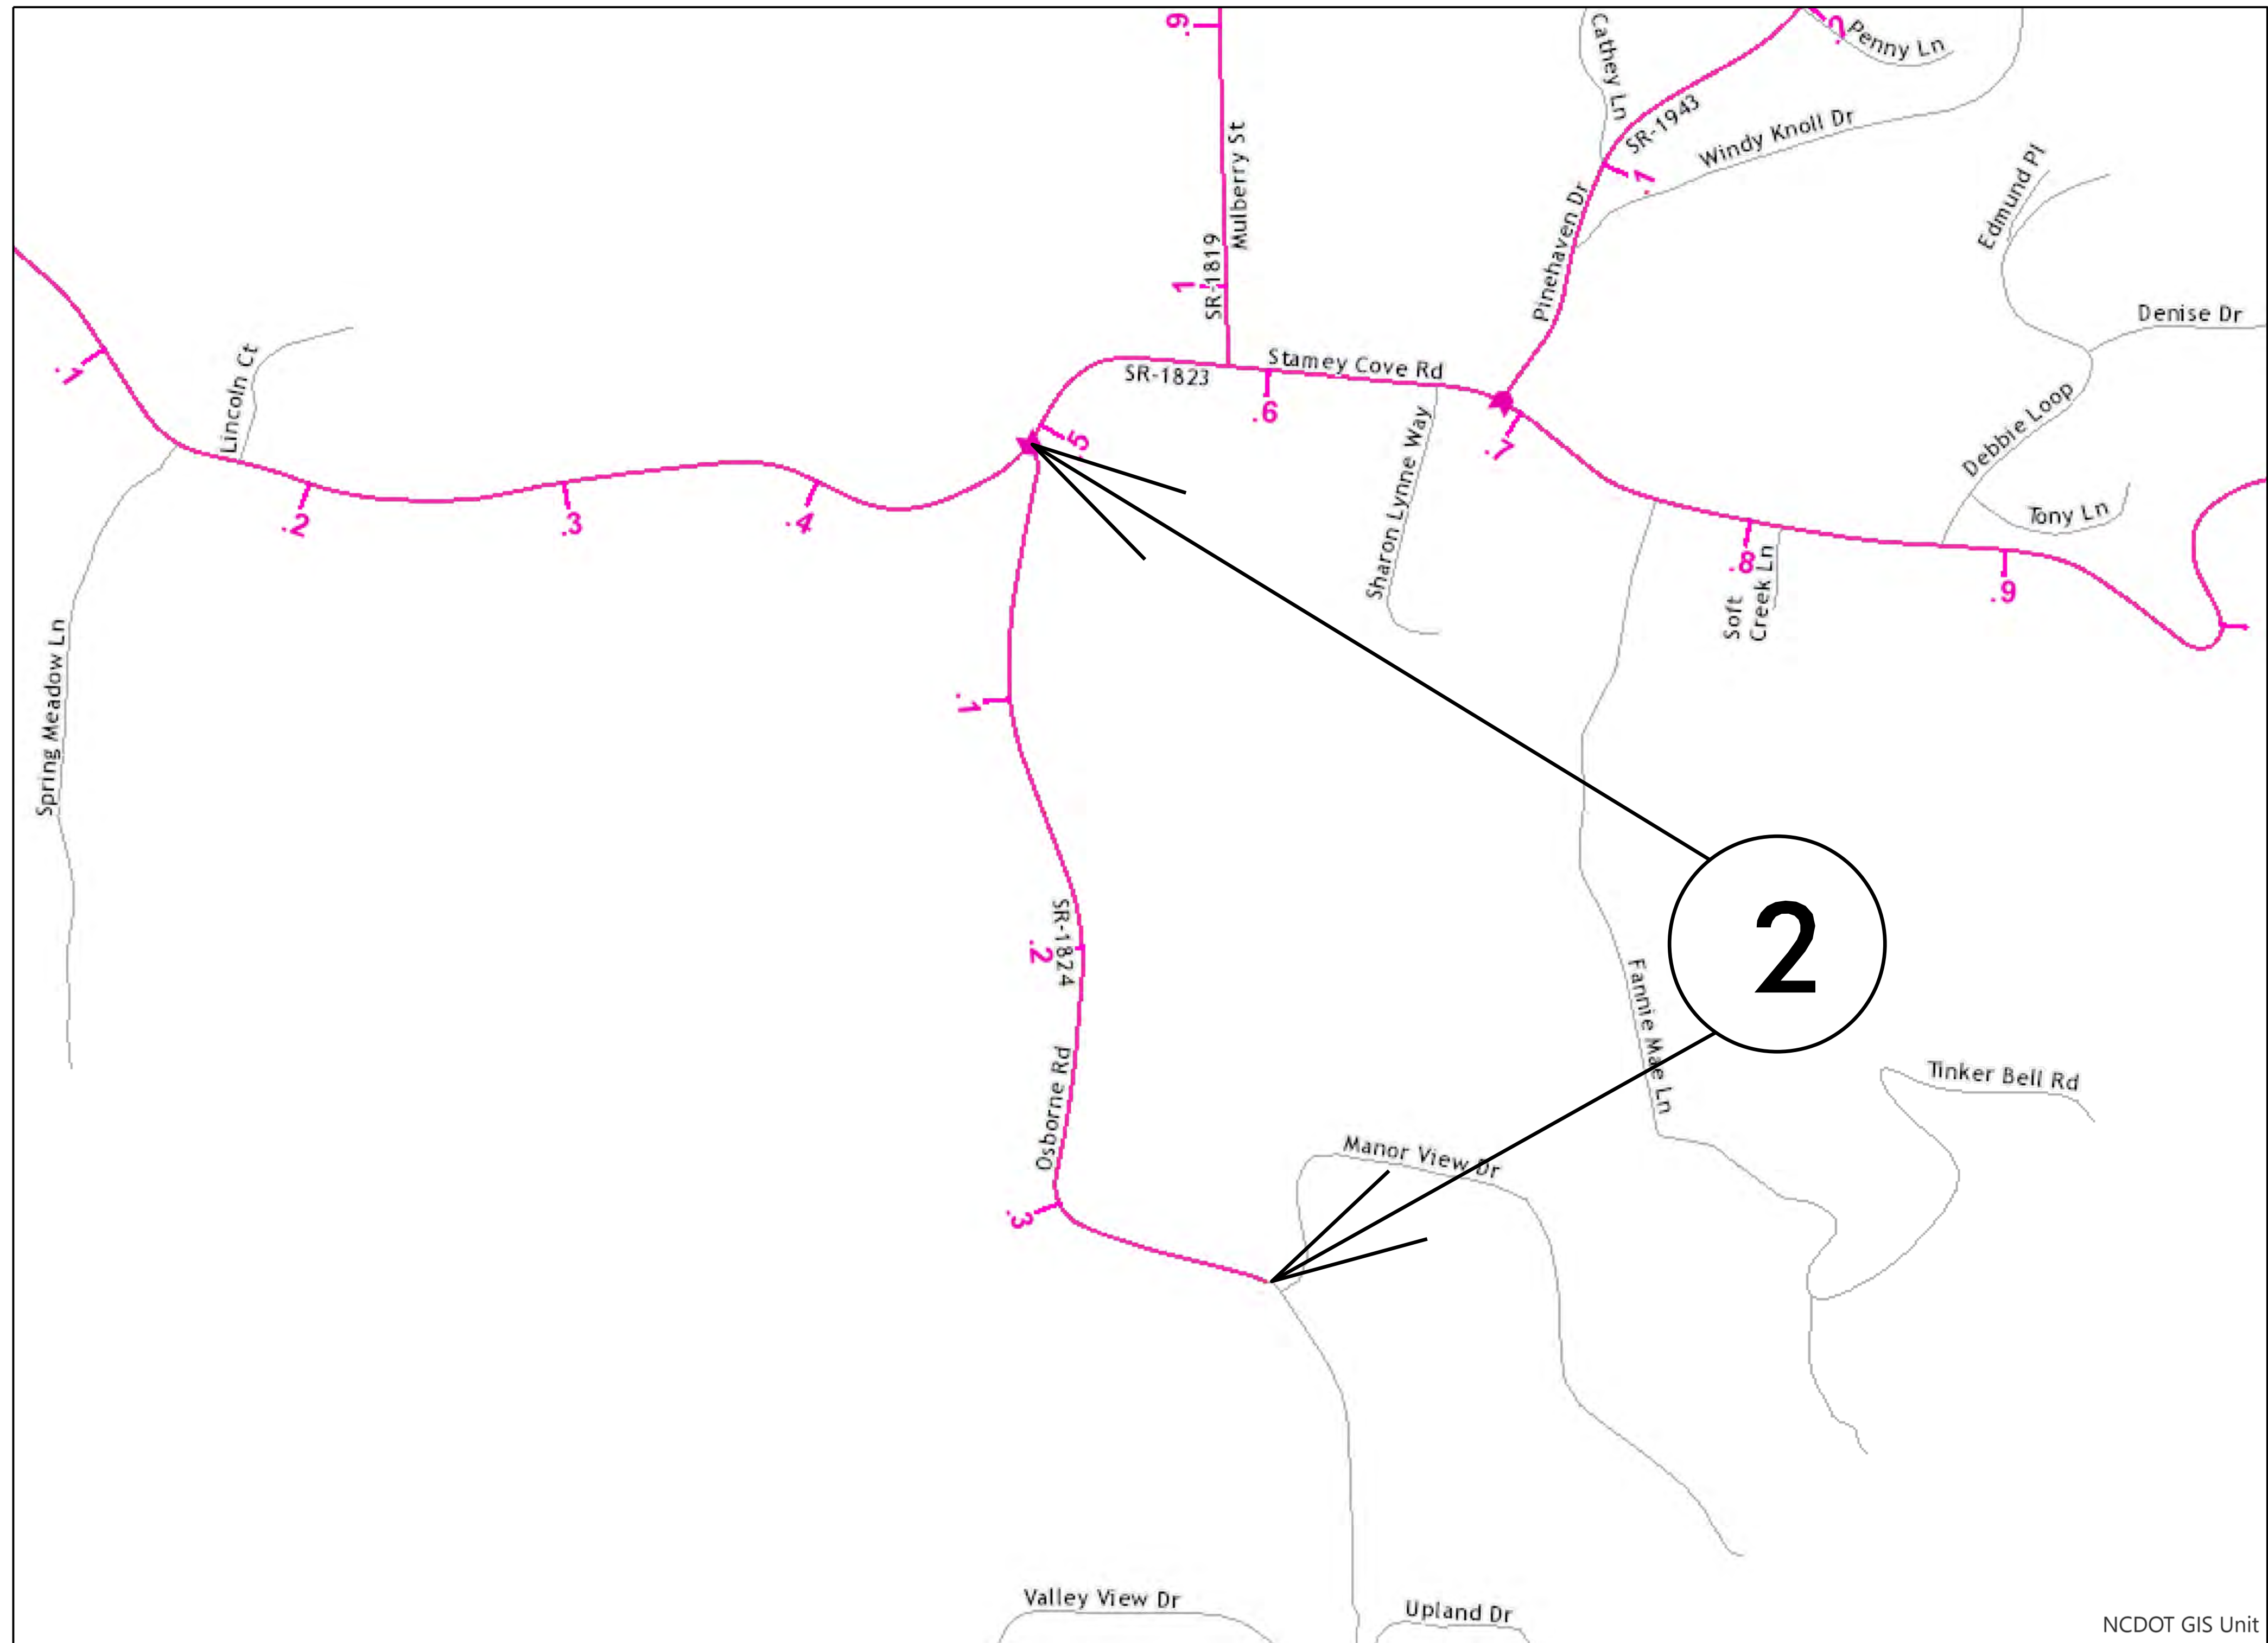 .9
Cathey Ln
.2
Penny Ln
SR-1943
Windy Knoll Dr
Mulberry St
.1
Edmund Pl
Pinehaven Dr
SR-1819
1
Denise Dr
.1
Lincoln Ct
Stamey Cove Rd
SR-1823
.6
.5
.7
Debbie Loop
Sharon Lynne Way
.2
.3
.4
Tony Ln
.8
Soft
Creek Ln
.9
Spring Meadow Ln
.1
SR-1824
.2
2
Fannie Mae Ln
Osborne Rd
Tinker Bell Rd
Manor View Dr
.3
Valley View Dr
Upland Dr
NCDOT GIS Unit